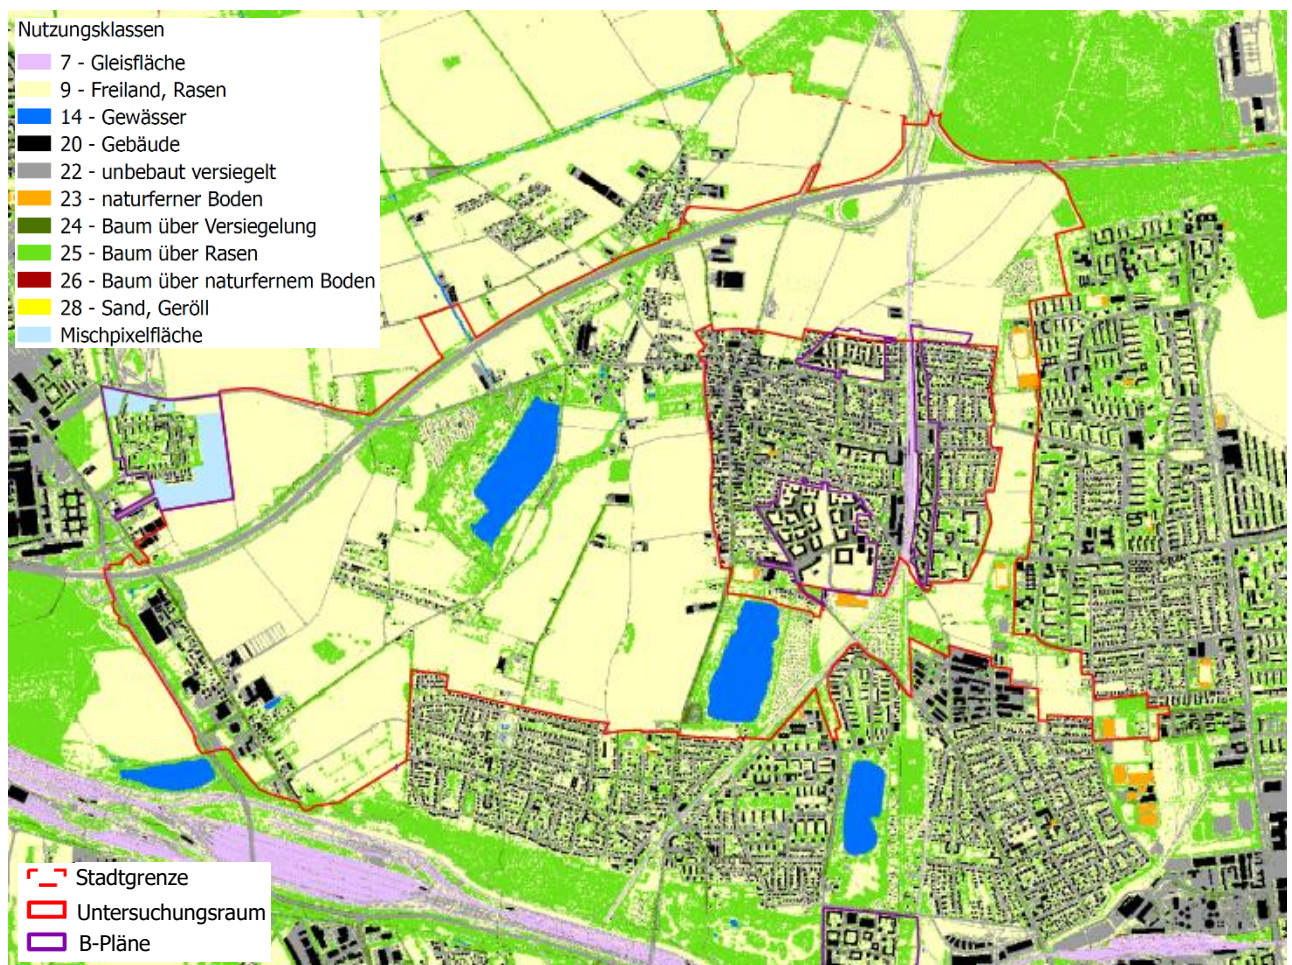 Nutzungsklassen
7 - Gleisfläche
9 - Freiland, Rasen
14 - Gewässer
20 - Gebäude
22 - unbebaut versiegelt
23 - naturferner Boden
24 - Baum über Versiegelung
25 - Baum über Rasen
26 - Baum über naturfernem Boden
28 - Sand, Geröll
Mischpixelfläche
Stadtgrenze
Untersuchungsraum
B-Pläne